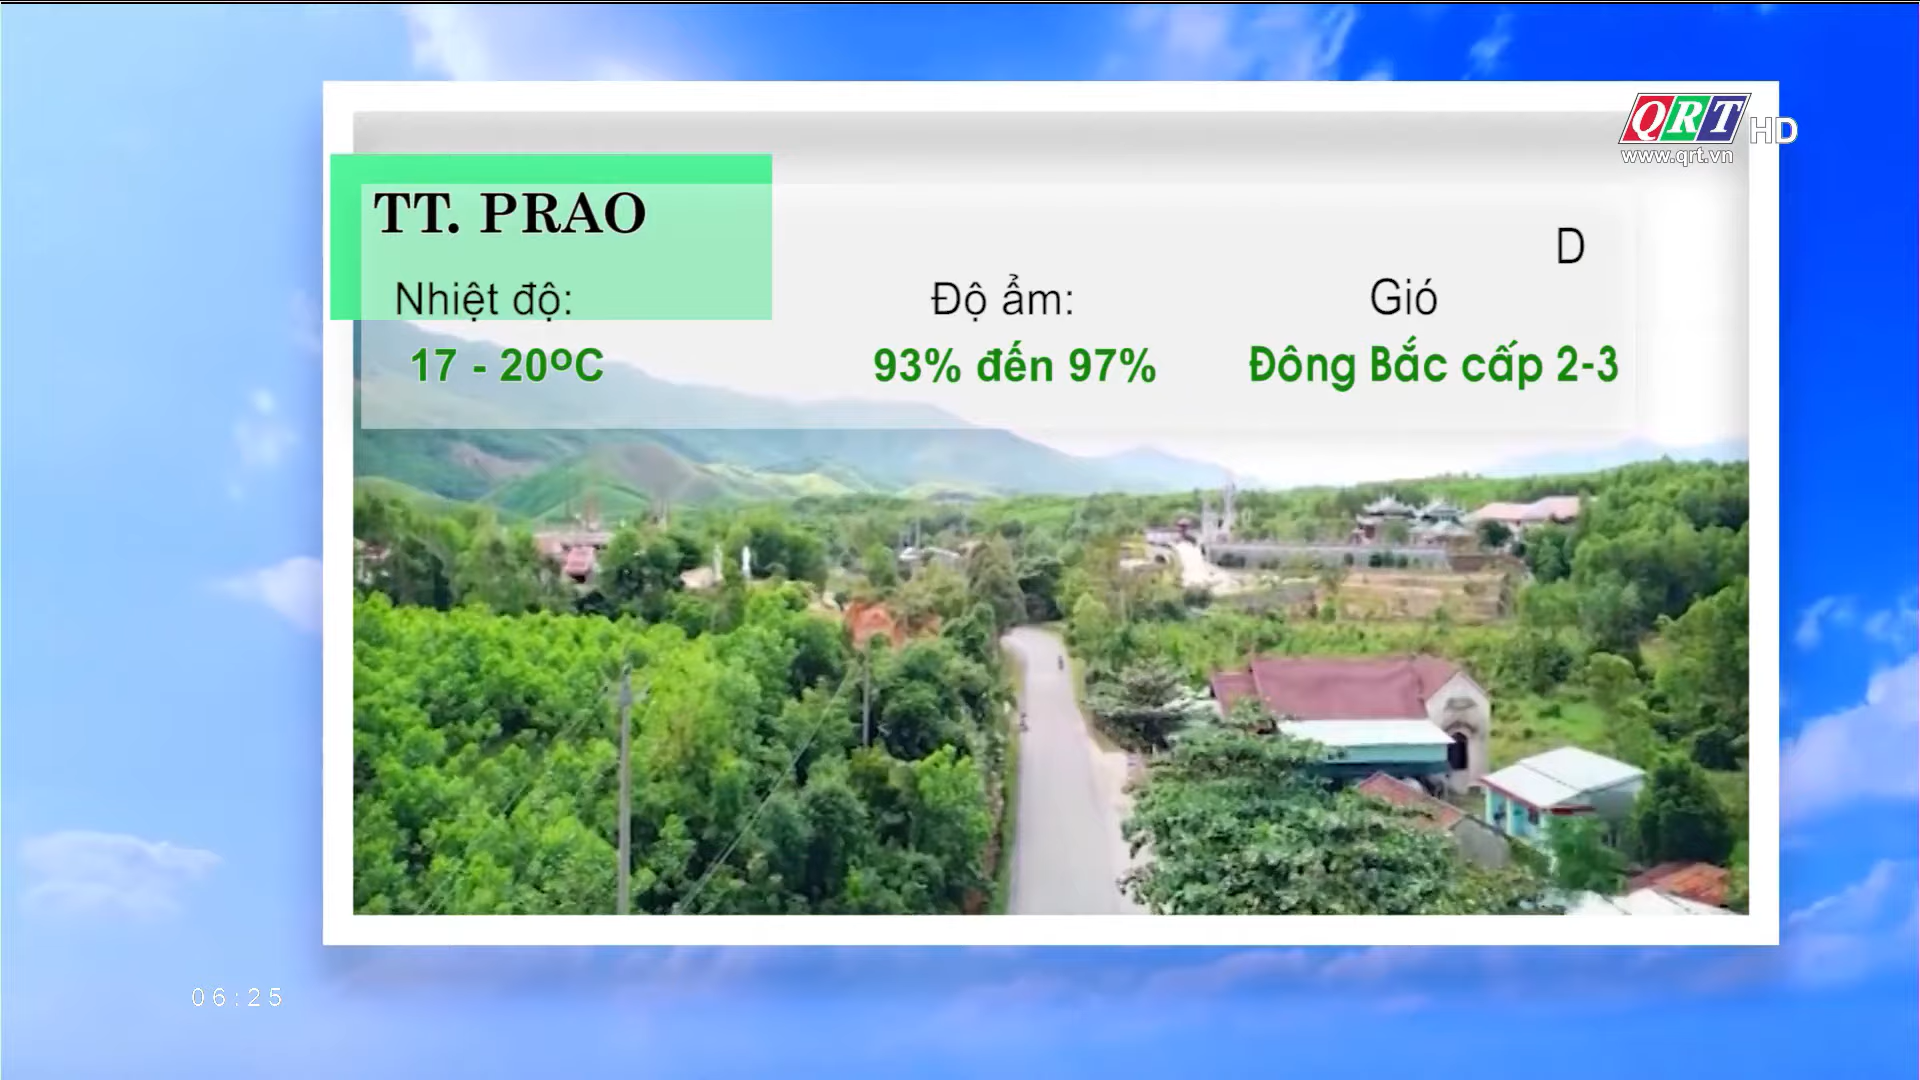 QRT HD
www.qrt.vn
TT. PRAO
D
Nhiệt độ:
Độ ẩm:
Gió
17 - 20ºC
93% đến 97%
Đông Bắc cấp 2-3
06:25